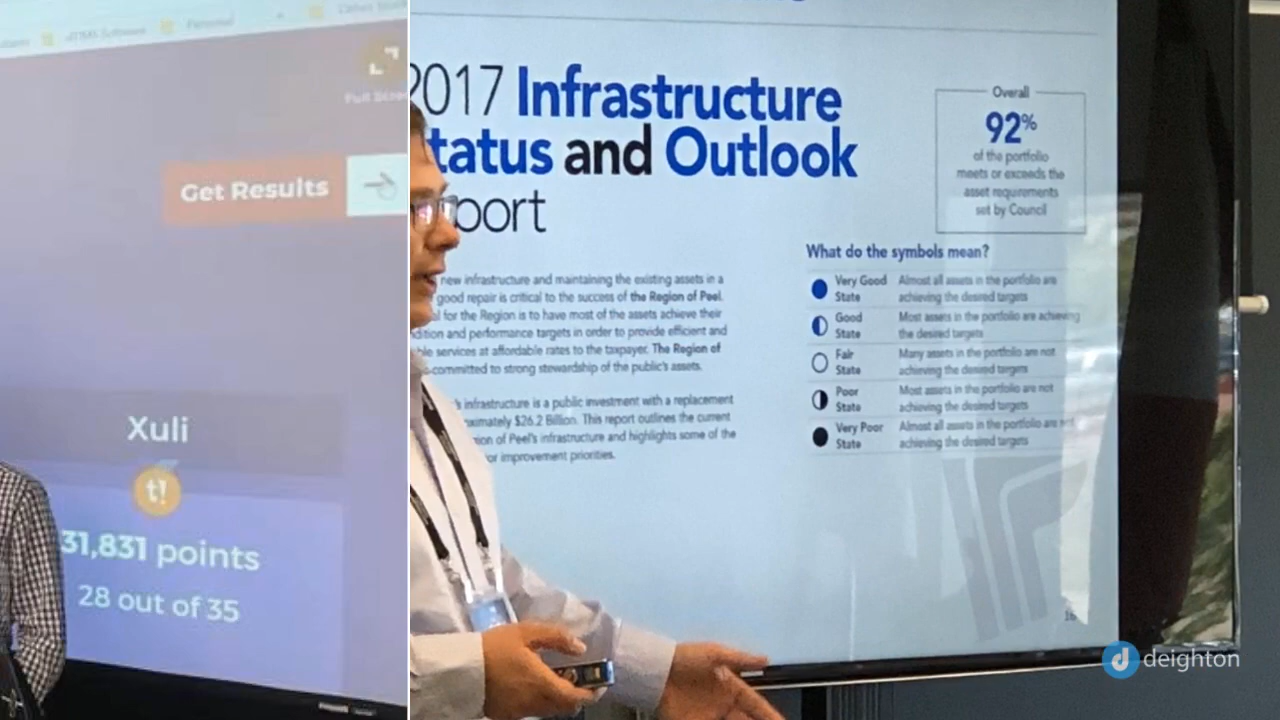 dTIMS Software
Personal
Full Scre
Get Results
Xuli
t!
31,831 points
28 out of 35
2017 Infrastructure
tatus and Outlook
port
Overall
92%
of the portfolio
meets or exceeds the
asset requirements
set by Council
new infrastructure and maintaining the existing assets in a
good repair is critical to the success of the Region of Peel.
for the Region is to have most of the assets achieve their
dition and performance targets in order to provide efficient and
services at affordable rates to the taxpayer. The Region of
committed to strong stewardship of the public's assets.
's infrastructure is a public investment with a replacement
ximately $26.2 Billion. This report outlines the current
ion of Peel's infrastructure and highlights some of the
or improvement priorities.
What do the symbols mean?
Very Good State Almost all assets in the portfolio are achieving the desired targets
Good State Most assets in the portfolio are achieving the desired targets
Fair State Many assets in the portfolio are not achieving the desired targets
Poor State Most assets in the portfolio are not achieving the desired targets
Very Poor State Almost all assets in the portfolio are not achieving the desired targets
16
deighton